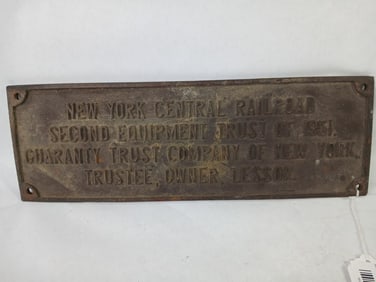 NEW YORK CENTRAL RAILROAD
SECOND EQUIPMENT TRUST OF 1951.
GUARANTY TRUST COMPANY OF NEW YORK,
TRUSTEE, OWNER, LESSOR.